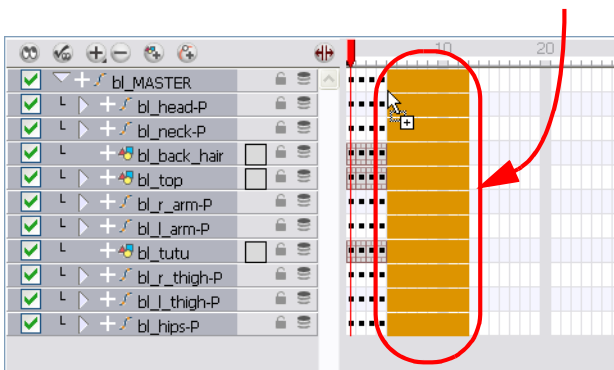 10 20
bl_MASTER
bl_head-P
bl_neck-P
bl_back_hair
bl_top
bl_r_arm-P
bl_l_arm-P
bl_tutu
bl_r_thigh-P
bl_l_thigh-P
bl_hips-P